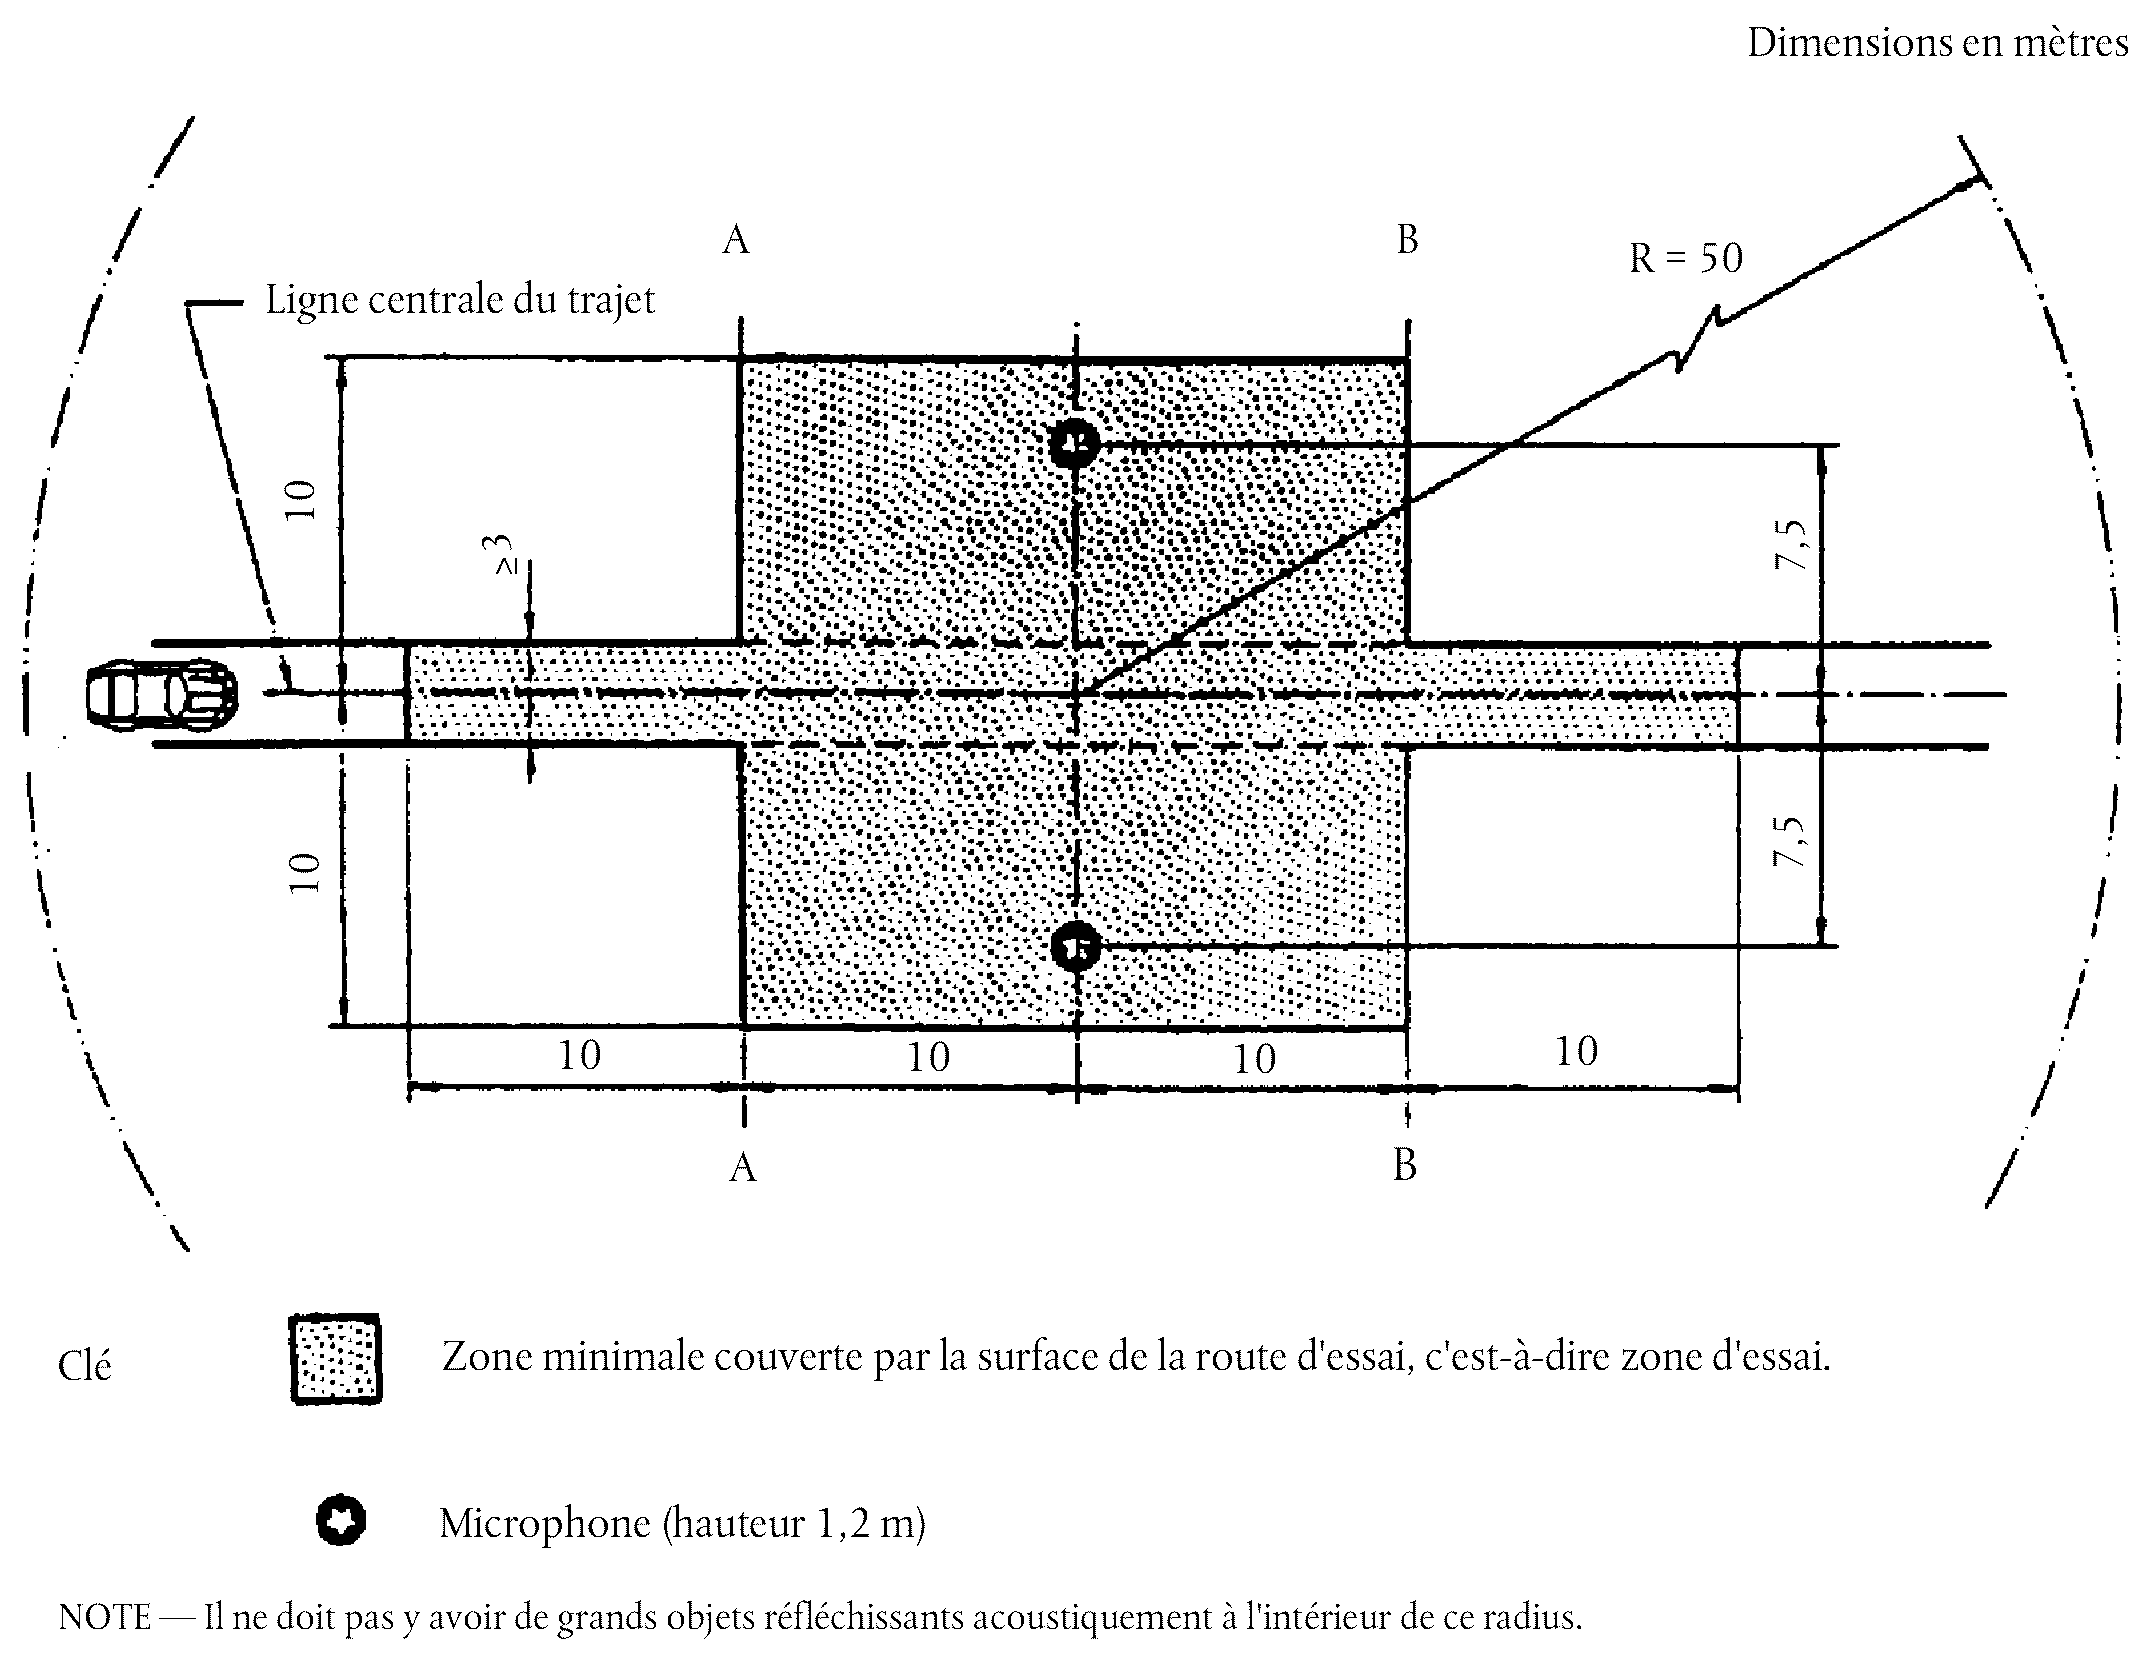 Dimensions en mètres
A
B
R = 50
Ligne centrale du trajet
10
≥3
7,5
10
7,5
10
10
10
10
A
B
Clé
Zone minimale couverte par la surface de la route d'essai, c'est-à-dire zone d'essai.
Microphone (hauteur 1,2 m)
NOTE — Il ne doit pas y avoir de grands objets réfléchissants acoustiquement à l'intérieur de ce radius.